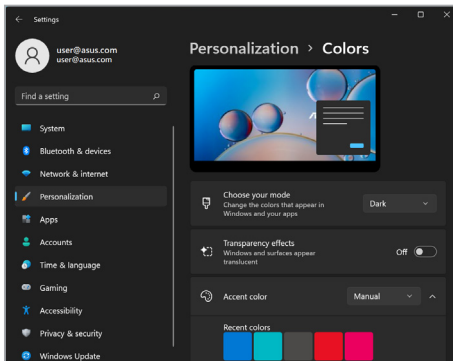 Settings
user@asus.com
user@asus.com
Find a setting
System
Bluetooth & devices
Network & internet
Personalization
Apps
Accounts
Time & language
Gaming
Accessibility
Privacy & security
Windows Update
Personalization > Colors
Choose your mode
Change the colors that appear in
Windows and your apps
Dark
Transparency effects
Windows and surfaces appear
translucent
Off
Accent color
Manual
Recent colors